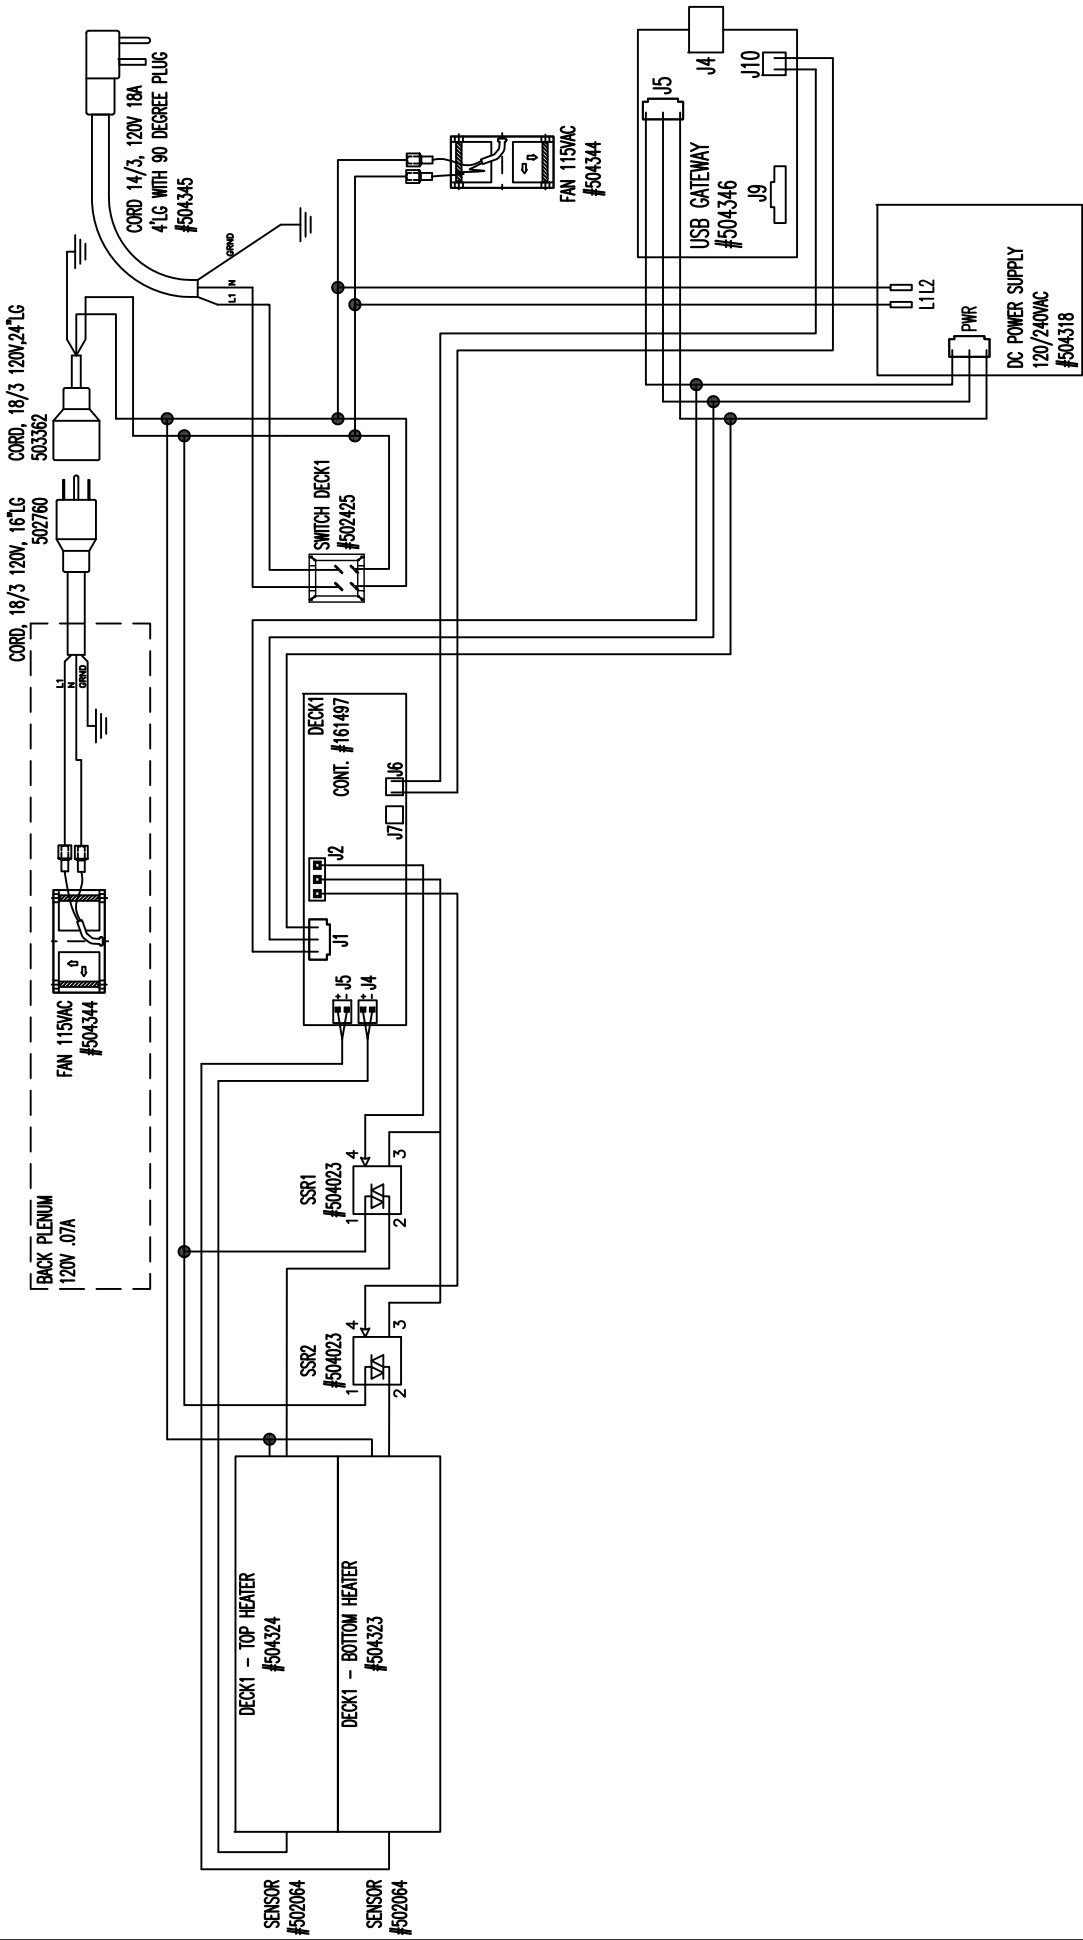 CORD 14/3, 120V 18A
4'LG WITH 90 DEGREE PLUG
#504345
GRND
N
L1
CORD, 18/3 120V,24"LG
503362
CORD, 18/3 120V, 16"LG
502760
L1
N
GRND
FAN 115VAC
#504344
BACK PLENUM
120V .07A
FAN 115VAC
#504344
SWITCH DECK1
#502425
J4
J10
J5
USB GATEWAY
#504346
J9
L1 L2
PWR
DC POWER SUPPLY
120/240VAC
#504318
DECK1
CONT. #161497
J6
J7
J2
J1
+
-
J5
+
-
J4
SSR1
#504023
4
3
1
2
SSR2
#504023
4
3
1
2
DECK1 - TOP HEATER
#504324
DECK1 - BOTTOM HEATER
#504323
SENSOR
#502064
SENSOR
#502064